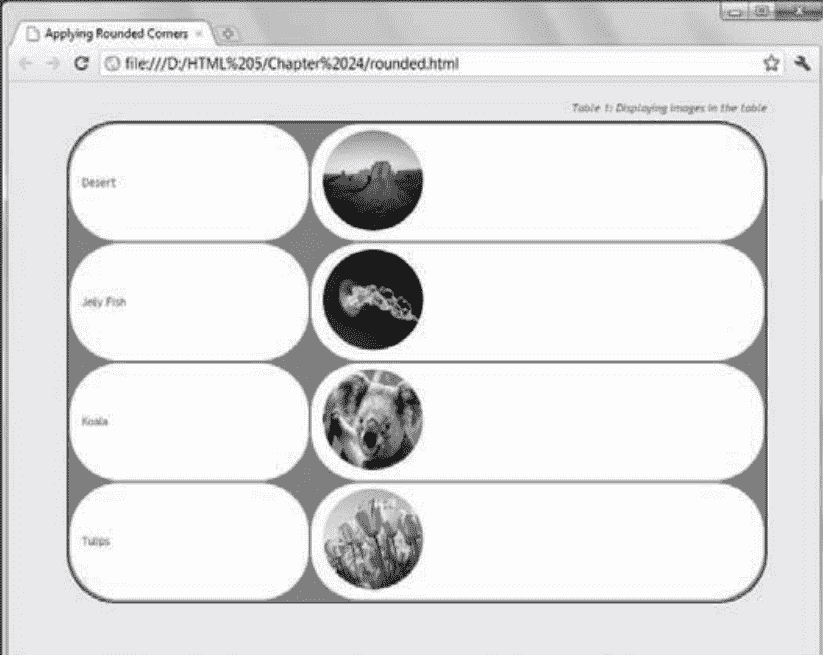 Applying Rounded Corners
file:///D:/HTML%205/Chapter%2024/rounded.html
Table 1: Displaying images in the table
Desert
Jelly Fish
Koala
Tulips